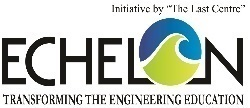 Initiative by "The Last Centre"
ECHELON
TRANSFORMING THE ENGINEERING EDUCATION